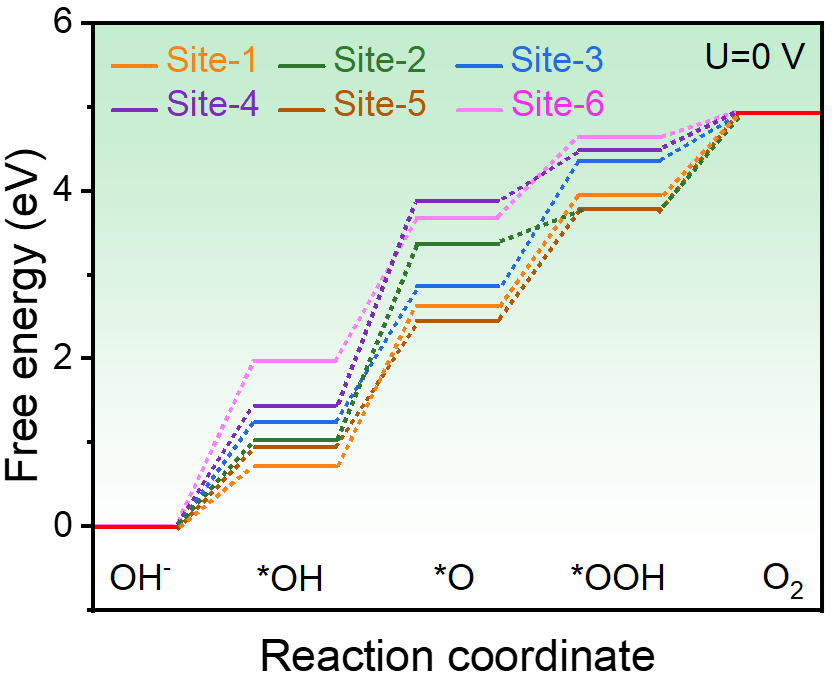 6
Site-1 Site-2 Site-3 U=0 V
Site-4 Site-5 Site-6
4
2
0
Free energy (eV)
OH⁻ *OH *O *OOH O₂
Reaction coordinate